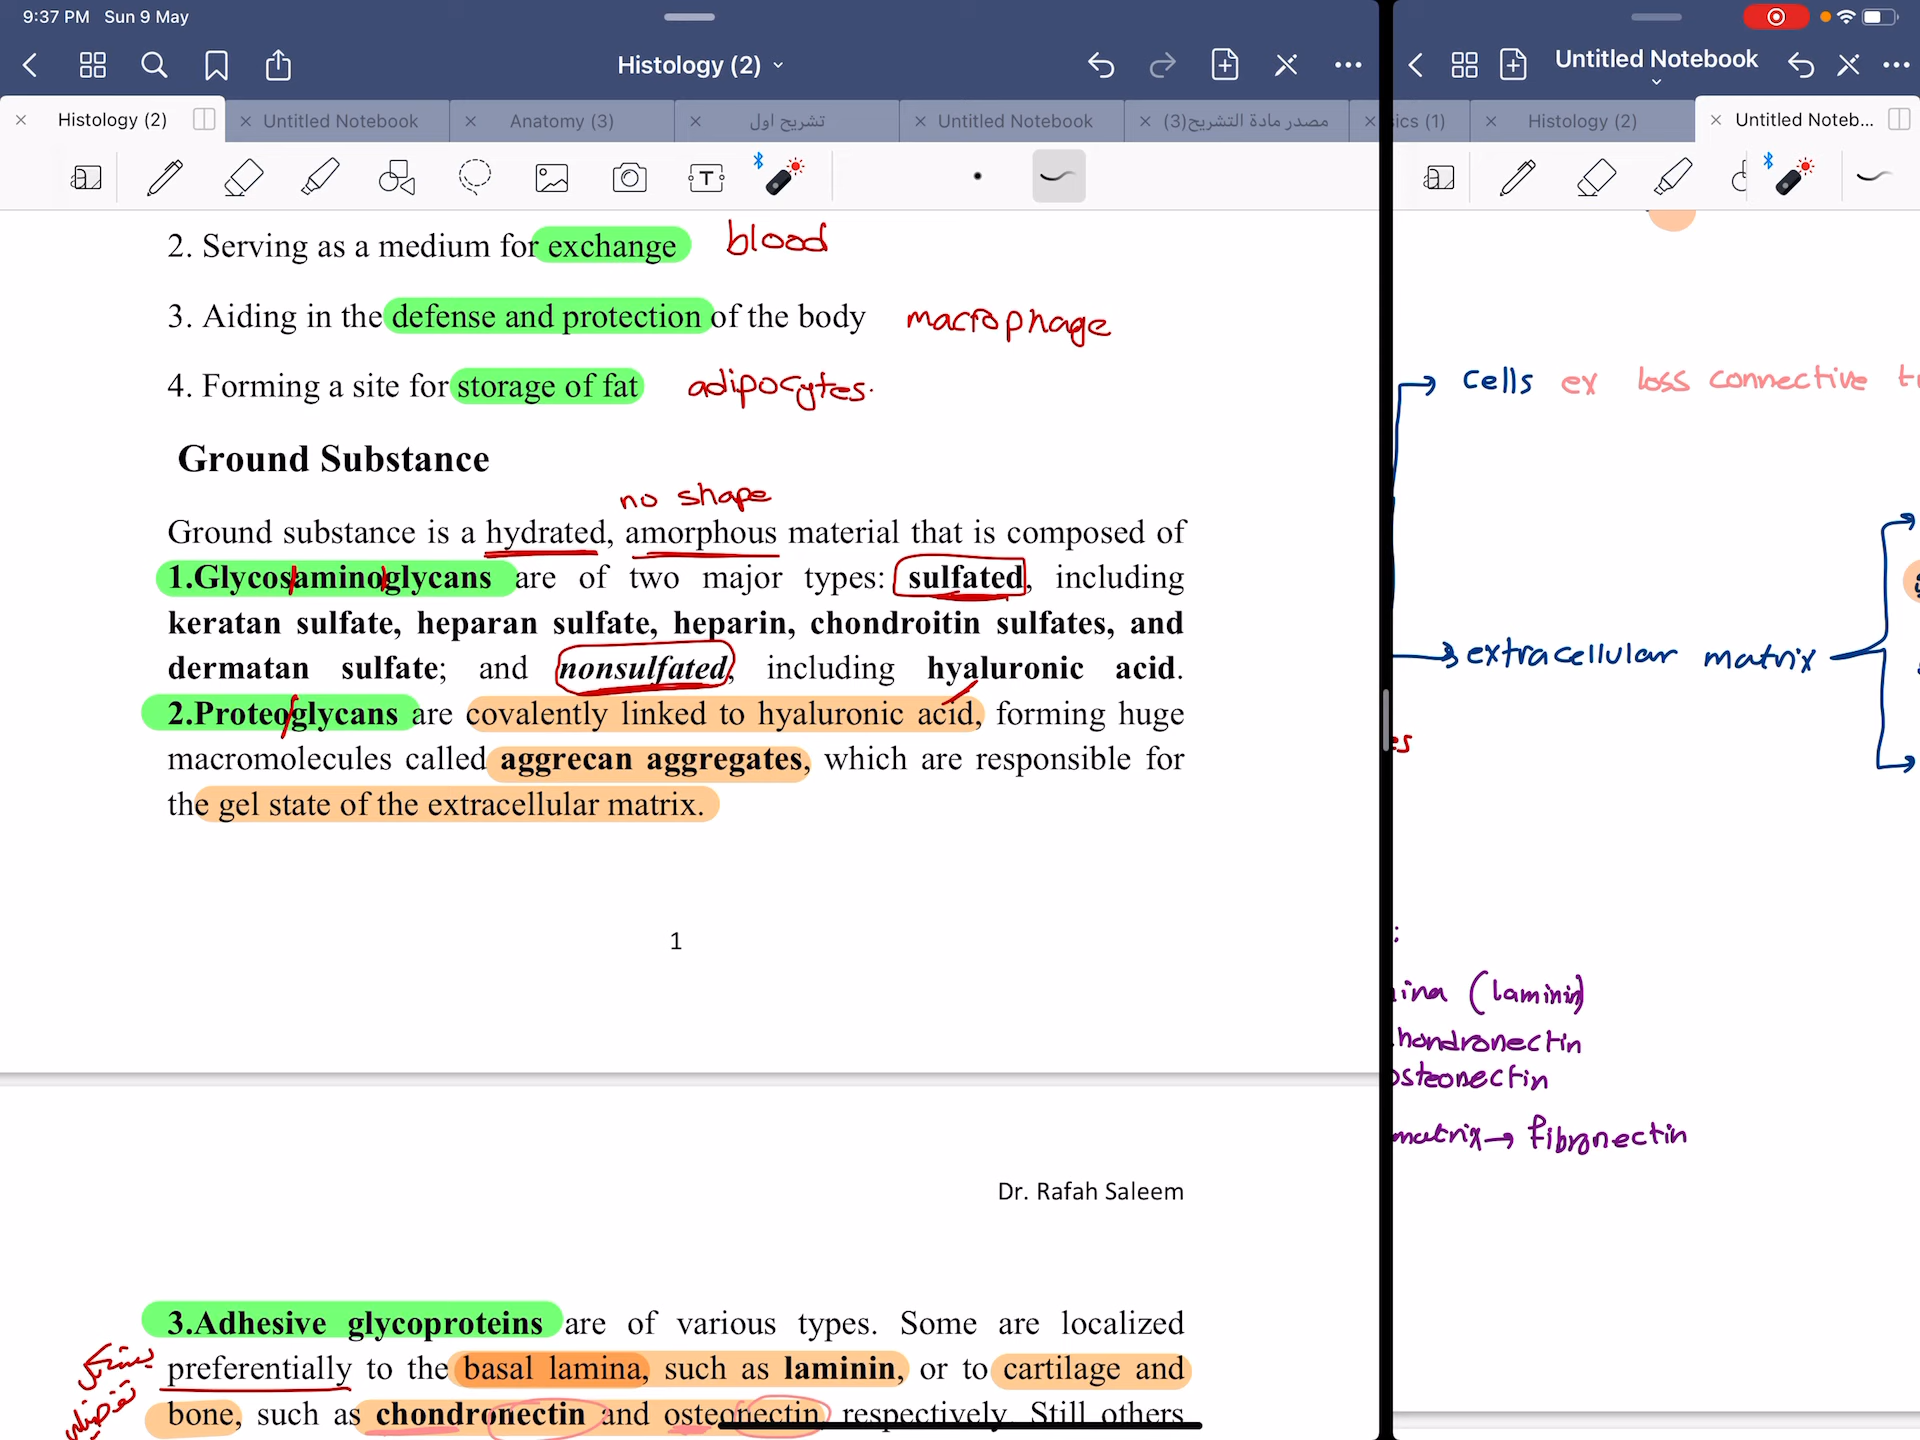 9:37 PM Sun 9 May
Histology (2)
Untitled Notebook
Histology (2)
Untitled Notebook
Anatomy (3)
تشريح اول
Untitled Notebook
مصدر مادة التشريح(3)
ics (1)
Histology (2)
Untitled Noteb...
2. Serving as a medium for exchange blood
3. Aiding in the defense and protection of the body macrophage
4. Forming a site for storage of fat adipocytes.
Ground Substance
no shape
Ground substance is a hydrated, amorphous material that is composed of
1.Glycosaminoglycans are of two major types: sulfated, including
keratan sulfate, heparan sulfate, heparin, chondroitin sulfates, and
dermatan sulfate; and nonsulfated, including hyaluronic acid.
2.Proteoglycans are covalently linked to hyaluronic acid, forming huge
macromolecules called aggrecan aggregates, which are responsible for
the gel state of the extracellular matrix.
1
Dr. Rafah Saleem
3.Adhesive glycoproteins are of various types. Some are localized
preferentially to the basal lamina, such as laminin, or to cartilage and
bone, such as chondronectin and osteonectin respectively. Still others
cells ex loss connective
extracellular matrix
es
:
ina (laminin)
hondronectin
osteonectin
matrix → fibronectin